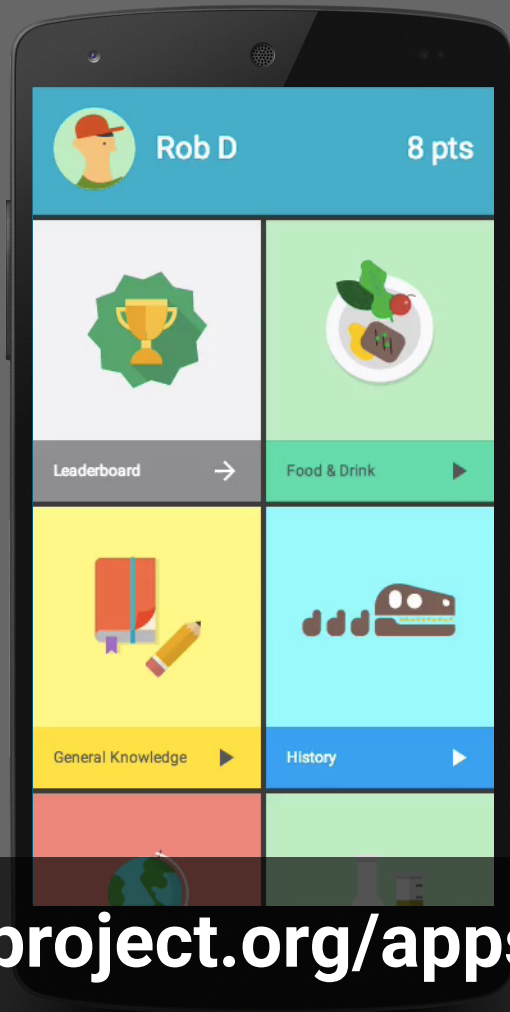 Rob D
8 pts
Leaderboard
Food & Drink
General Knowledge
History
project.org/apps